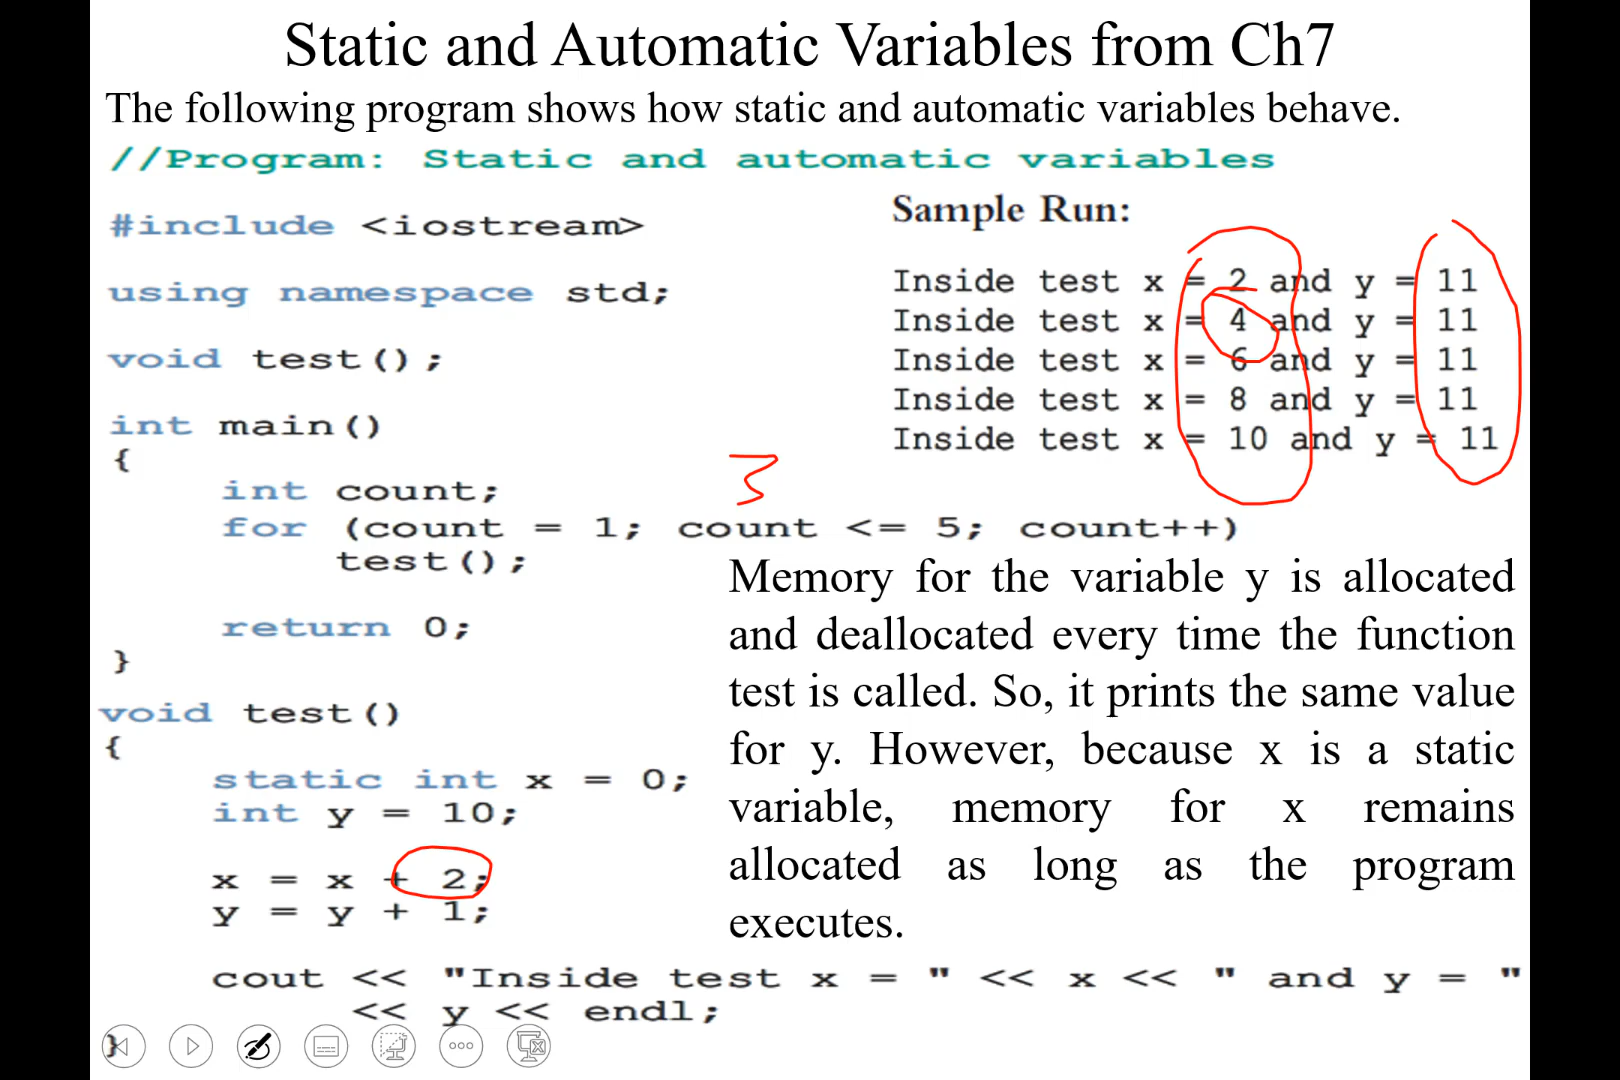 Static and Automatic Variables from Ch7
The following program shows how static and automatic variables behave.
//Program: Static and automatic variables
#include <iostream>
using namespace std;
void test();
int main()
{
int count;
for (count = 1; count <= 5; count++)
test();
return 0;
}
void test()
{
static int x = 0;
int y = 10;
x = x + 2;
y = y + 1;
cout << "Inside test x = " << x << " and y = "
<< y << endl;
}
Sample Run:
Inside test x = 2 and y = 11
Inside test x = 4 and y = 11
Inside test x = 6 and y = 11
Inside test x = 8 and y = 11
Inside test x = 10 and y = 11
3
Memory for the variable y is allocated
and deallocated every time the function
test is called. So, it prints the same value
for y. However, because x is a static
variable, memory for x remains
allocated as long as the program
executes.